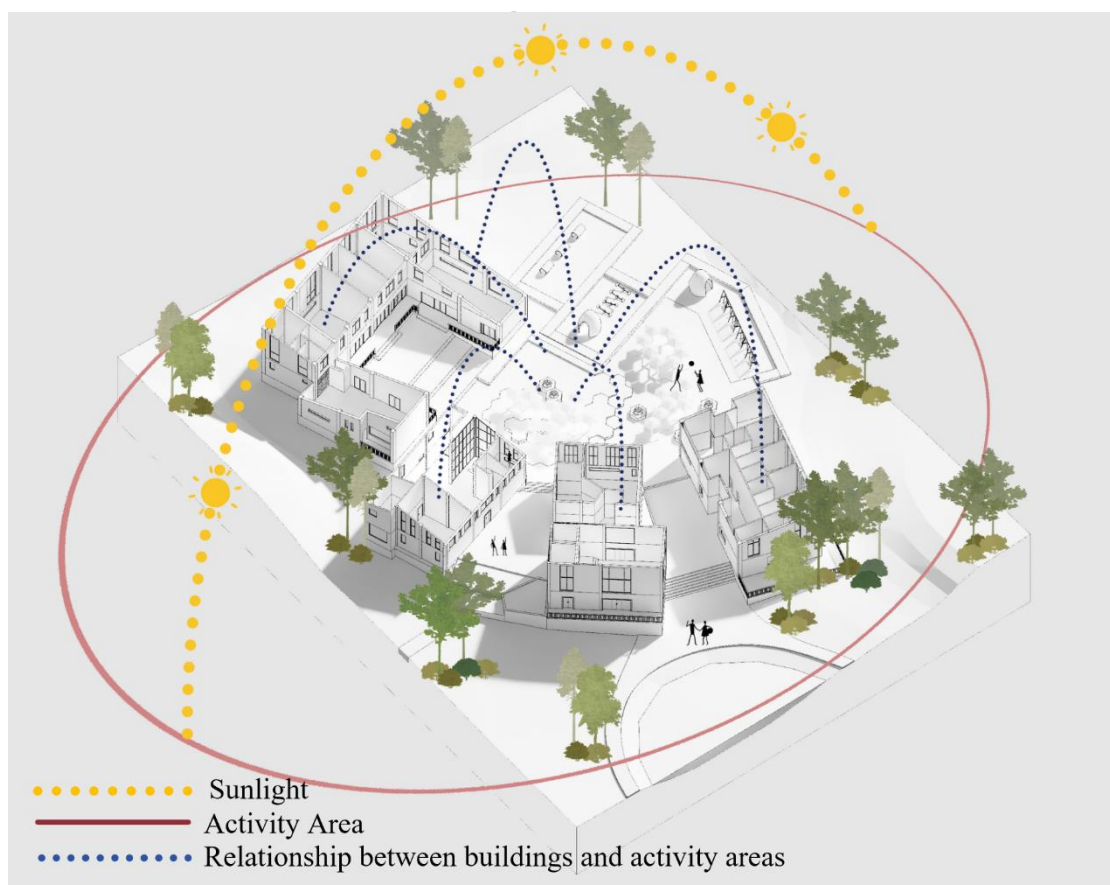 Sunlight
Activity Area
Relationship between buildings and activity areas